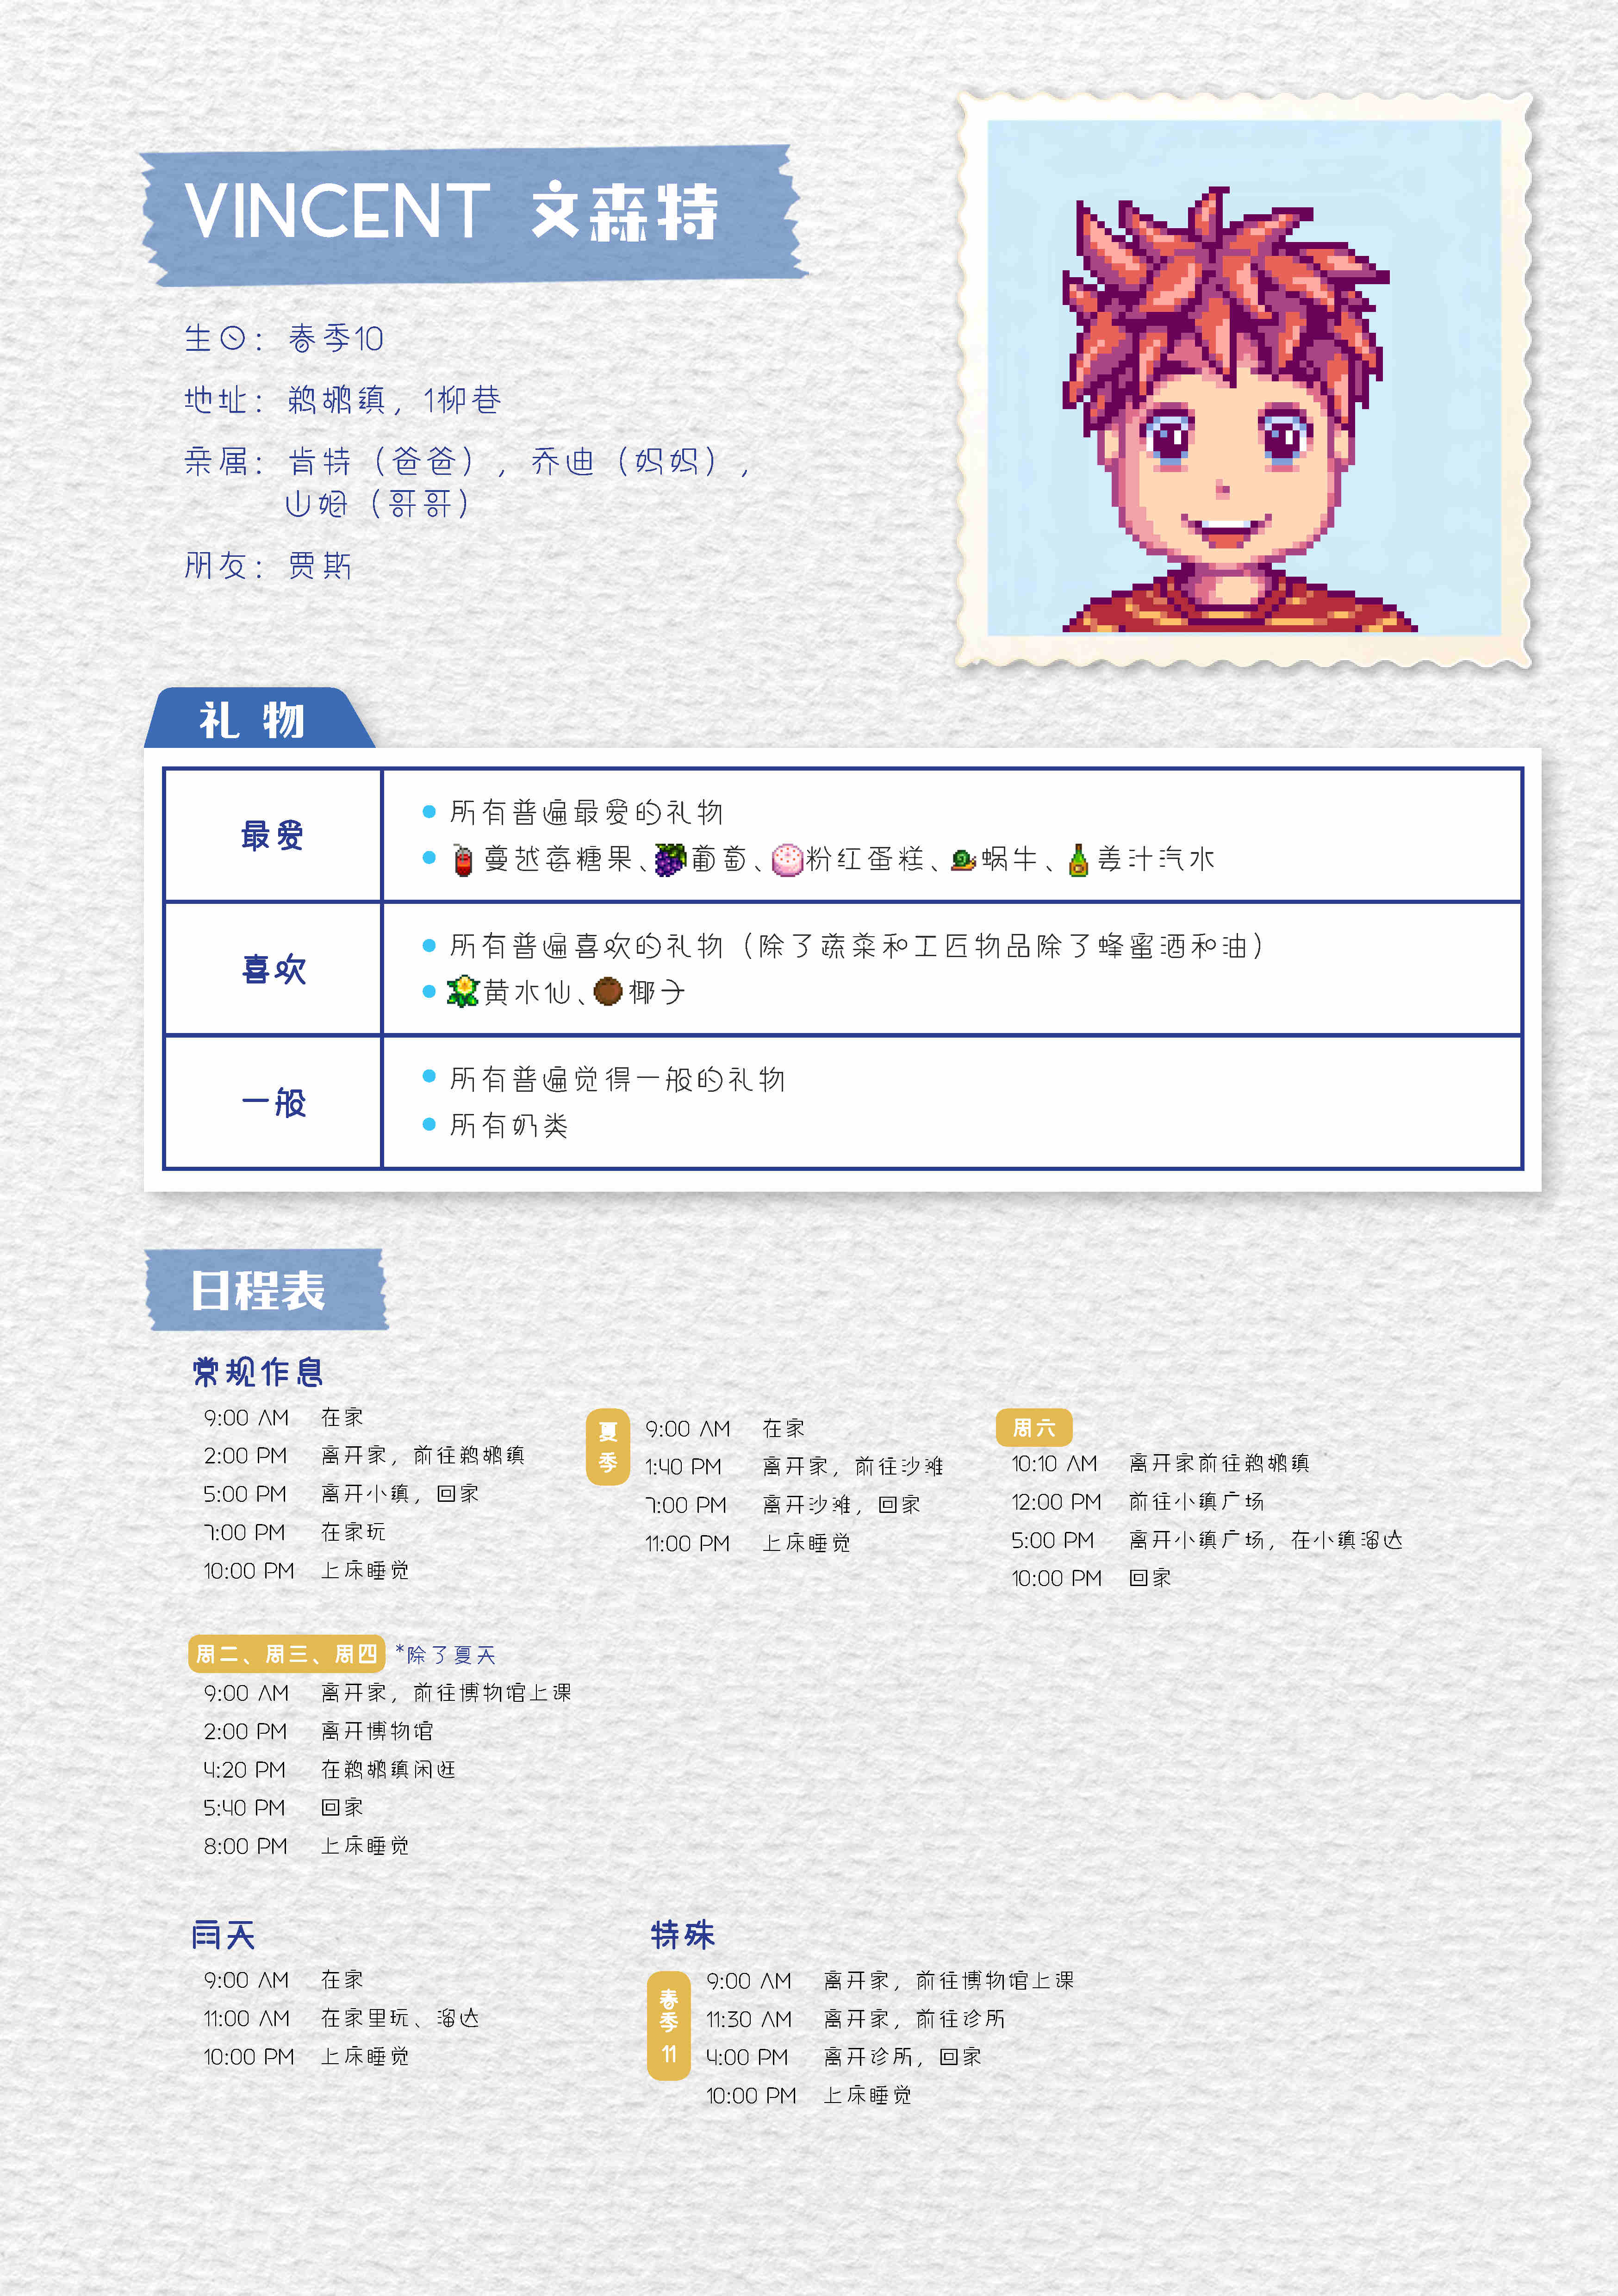 VINCENT 文森特
生日：春季10
地址：鹈鹕镇，1柳巷
亲属：肯特（爸爸），乔迪（妈妈），
山姆（哥哥）
朋友：贾斯
礼 物
最爱
● 所有普遍最爱的礼物
● 蔓越莓糖果、葡萄、粉红蛋糕、蜗牛、姜汁汽水
喜欢
● 所有普遍喜欢的礼物（除了蔬菜和工匠物品除了蜂蜜酒和油）
● 黄水仙、椰子
一般
● 所有普遍觉得一般的礼物
● 所有奶类
日程表
常规作息
9:00 AM 在家
2:00 PM 离开家，前往鹈鹕镇
5:00 PM 离开小镇，回家
7:00 PM 在家玩
10:00 PM 上床睡觉
夏季
9:00 AM 在家
1:40 PM 离开家，前往沙滩
7:00 PM 离开沙滩，回家
11:00 PM 上床睡觉
周六
10:10 AM 离开家前往鹈鹕镇
12:00 PM 前往小镇广场
5:00 PM 离开小镇广场，在小镇溜达
10:00 PM 回家
周二、周三、周四 *除了夏天
9:00 AM 离开家，前往博物馆上课
2:00 PM 离开博物馆
4:20 PM 在鹈鹕镇闲逛
5:40 PM 回家
8:00 PM 上床睡觉
雨天
9:00 AM 在家
11:00 AM 在家里玩、溜达
10:00 PM 上床睡觉
特殊
春季11
9:00 AM 离开家，前往博物馆上课
11:30 AM 离开家，前往诊所
4:00 PM 离开诊所，回家
10:00 PM 上床睡觉